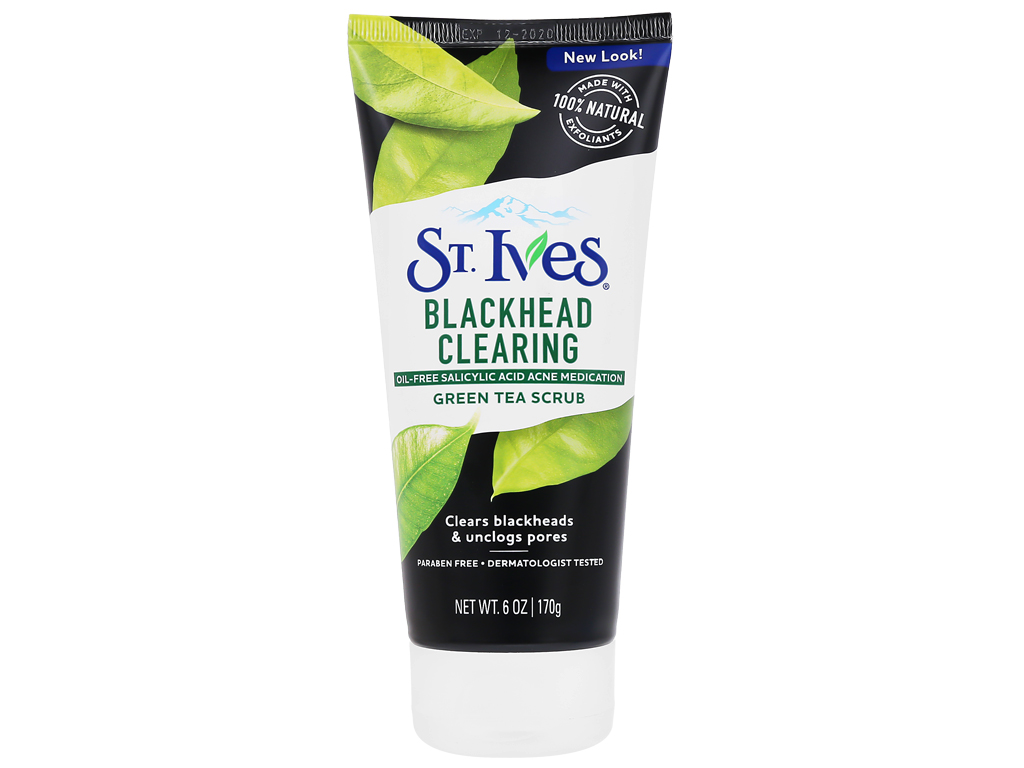 EXP 12-2020
New Look!
MADE WITH
100% NATURAL
EXFOLIANTS
ST. IVES®
BLACKHEAD
CLEARING
OIL-FREE SALICYLIC ACID ACNE MEDICATION
GREEN TEA SCRUB
Clears blackheads
& unclogs pores
PARABEN FREE • DERMATOLOGIST TESTED
NET WT. 6 OZ | 170g